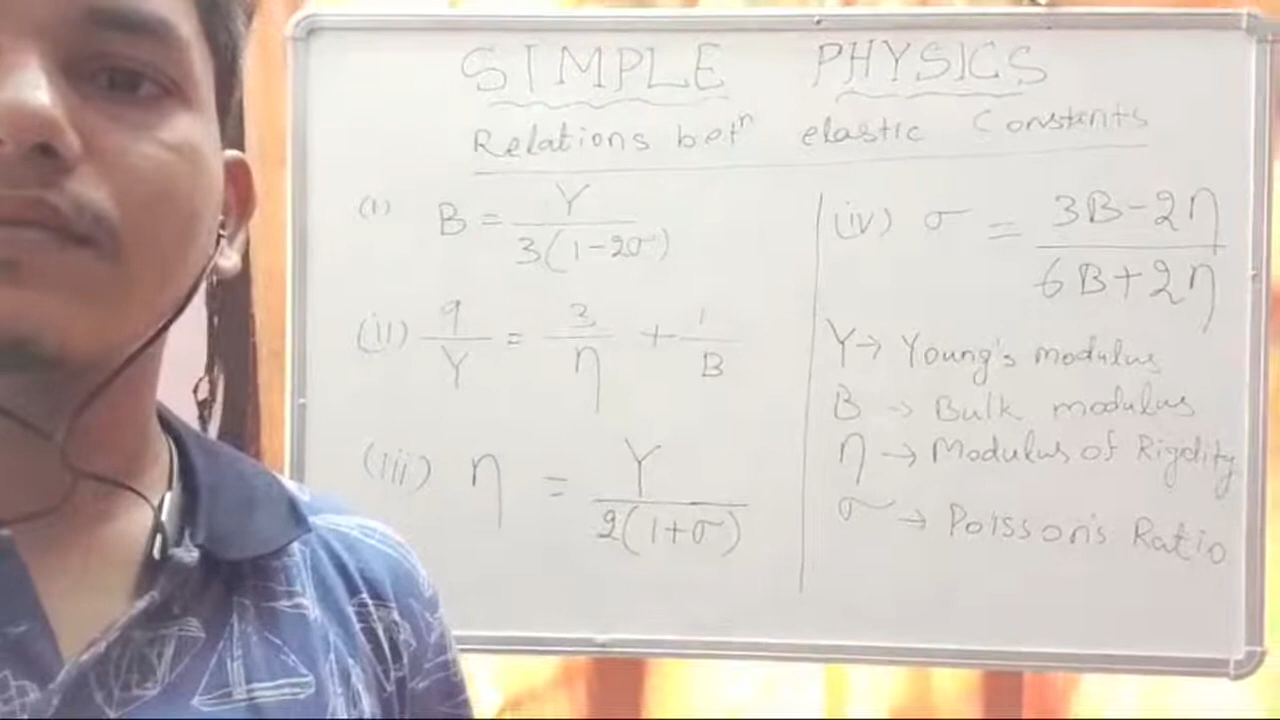 SIMPLE PHYSICS
Relations betⁿ elastic Constants
(i) B = Y / 3(1-2σ)
(ii) 9/Y = 3/η + 1/B
(iii) η = Y / 2(1+σ)
(iv) σ = 3B-2η / 6B+2η
Y → Young's modulus
B → Bulk modulus
η → Modulus of Rigdity
σ → Poisson's Ratio